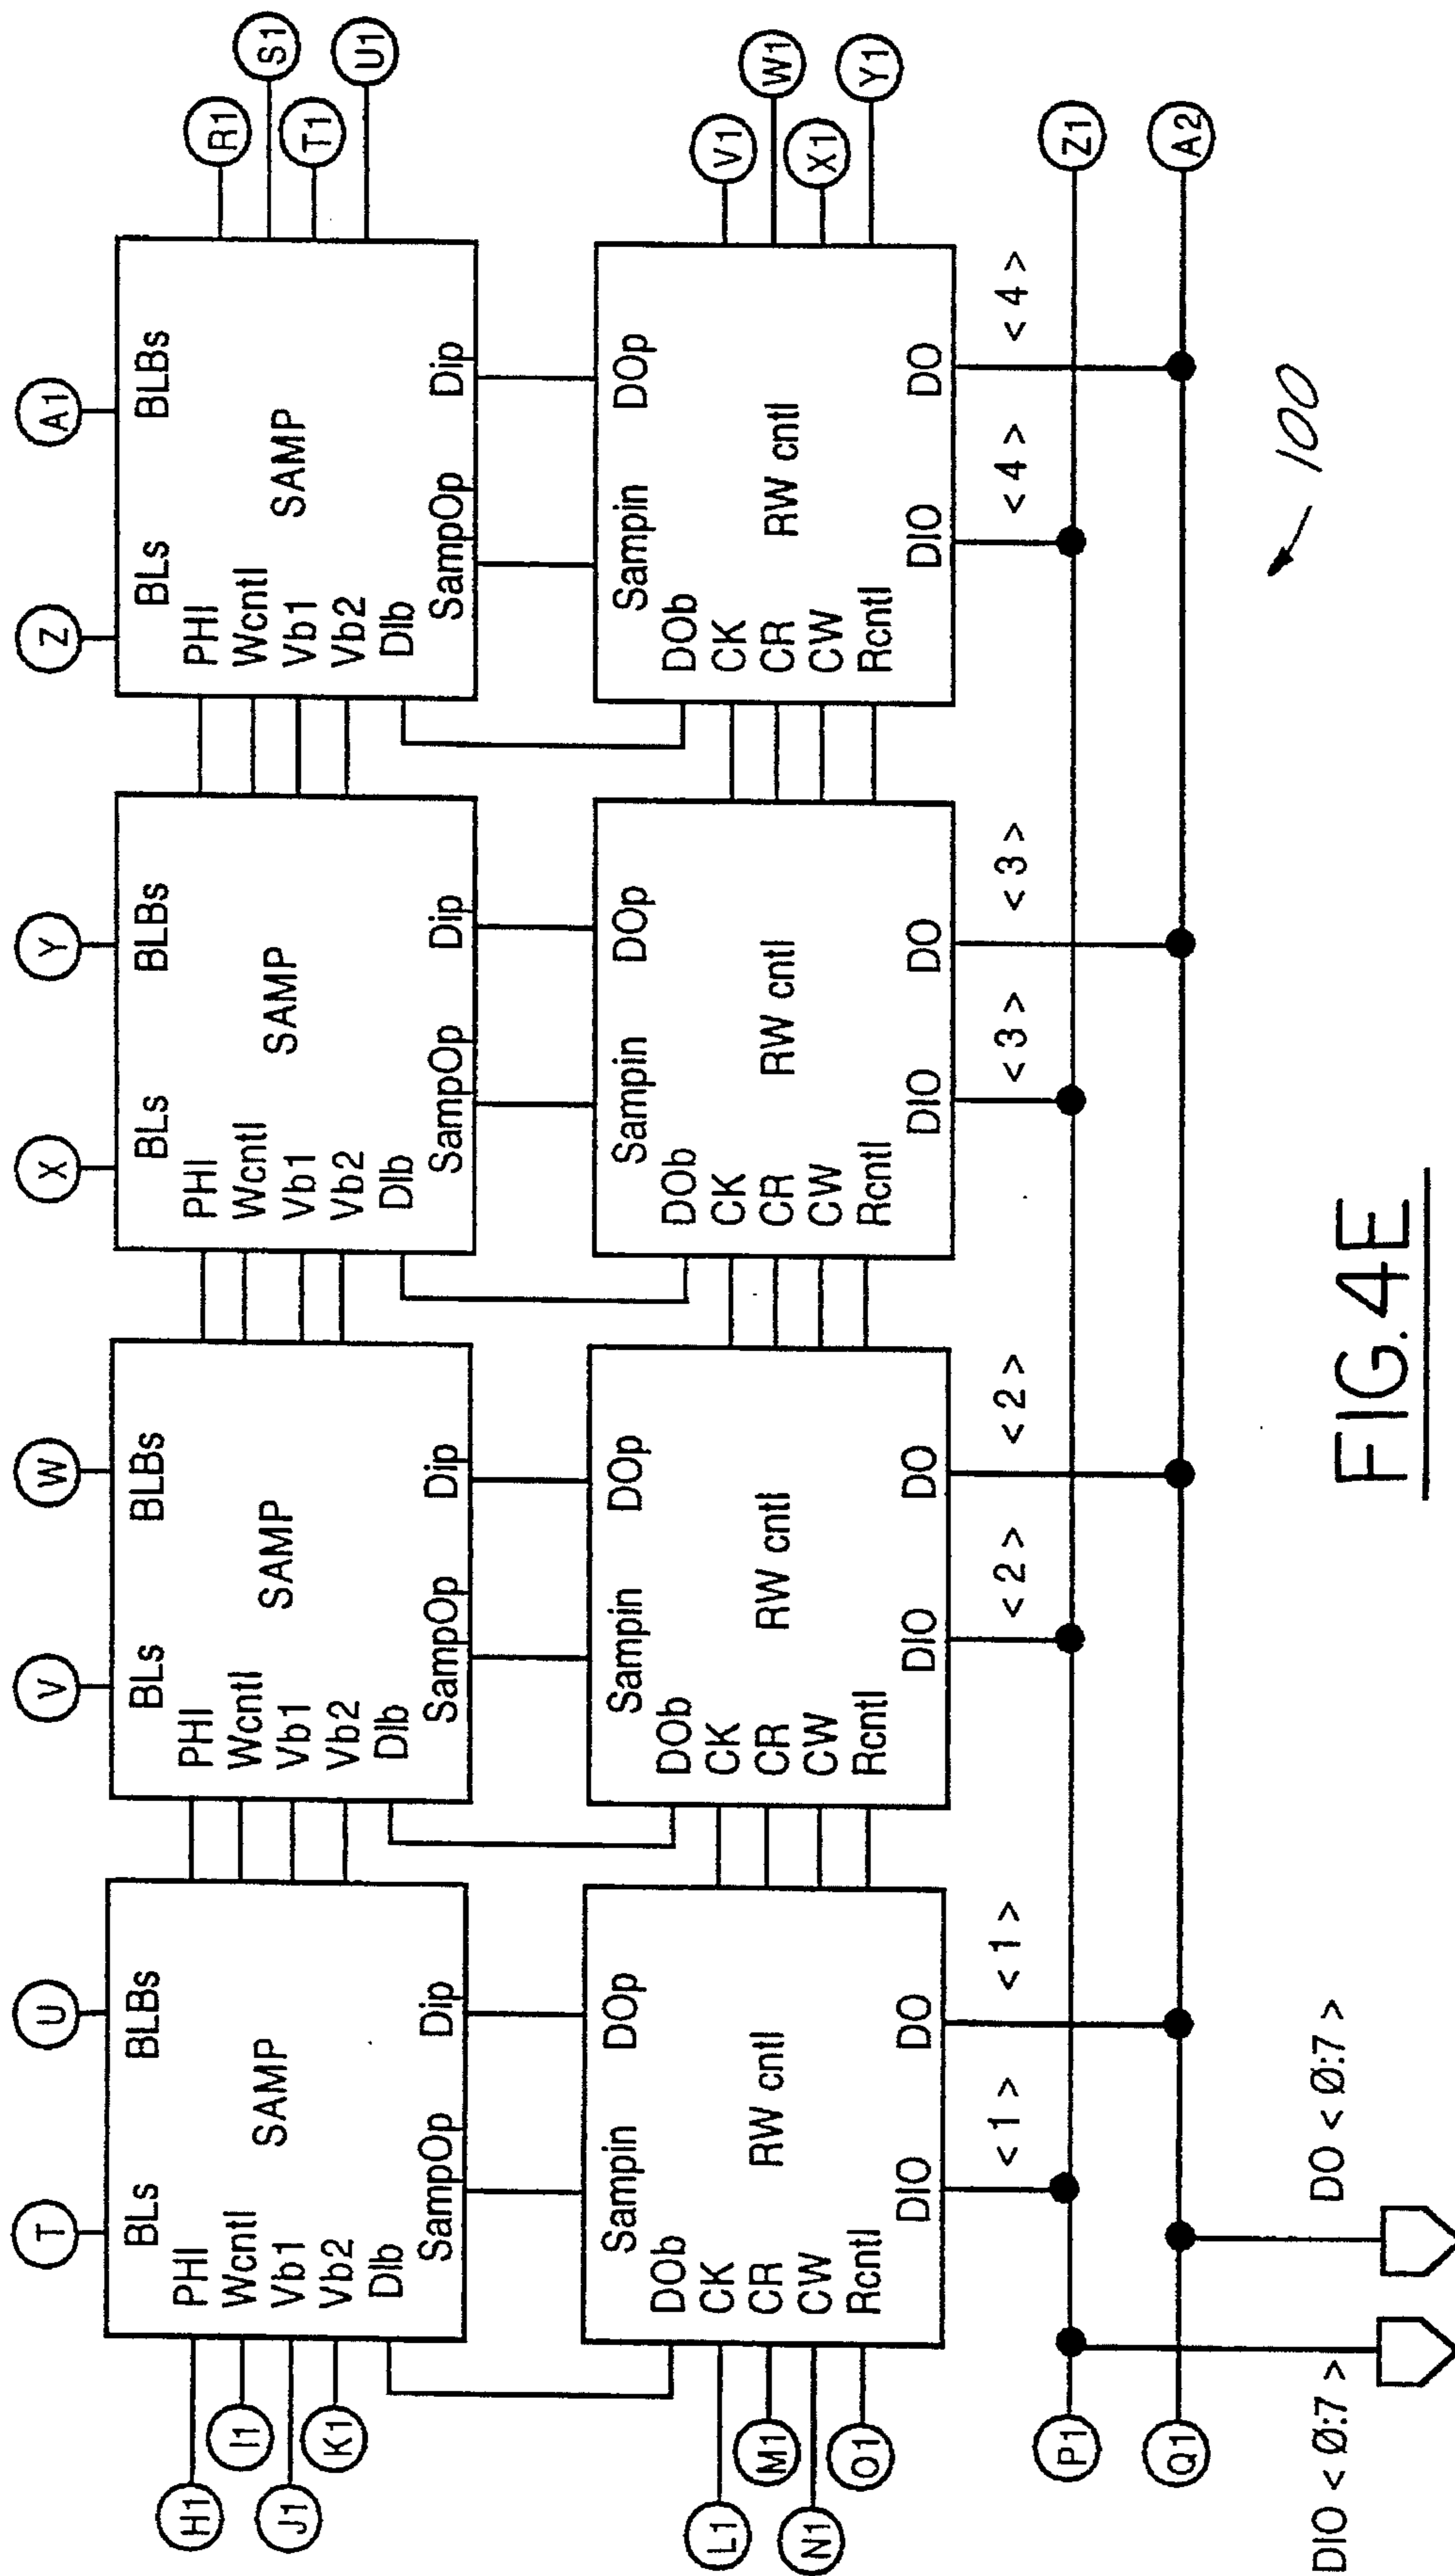 T U V W X Y Z A1
BLs BLBs BLs BLBs BLs BLBs BLs BLBs
H1 PHI PHI PHI PHI R1
I1 Wcntl SAMP Wcntl SAMP Wcntl SAMP Wcntl SAMP S1
J1 Vb1 Vb1 Vb1 Vb1 T1
K1 Vb2 Vb2 Vb2 Vb2 U1
DIb DIb DIb DIb
SampOp Dip SampOp Dip SampOp Dip SampOp Dip
Sampin DOp Sampin DOp Sampin DOp Sampin DOp
DOb DOb DOb DOb
L1 CK CK CK CK V1
M1 CR RW cntl CR RW cntl CR RW cntl CR RW cntl W1
N1 CW CW CW CW X1
O1 Rcntl Rcntl Rcntl Rcntl Y1
DIO DO DIO DO DIO DO DIO DO
< 1 > < 1 > < 2 > < 2 > < 3 > < 3 > < 4 > < 4 >
P1 Z1
Q1 A2
DIO < Ø:7 > DO < Ø:7 >
100
FIG.4E